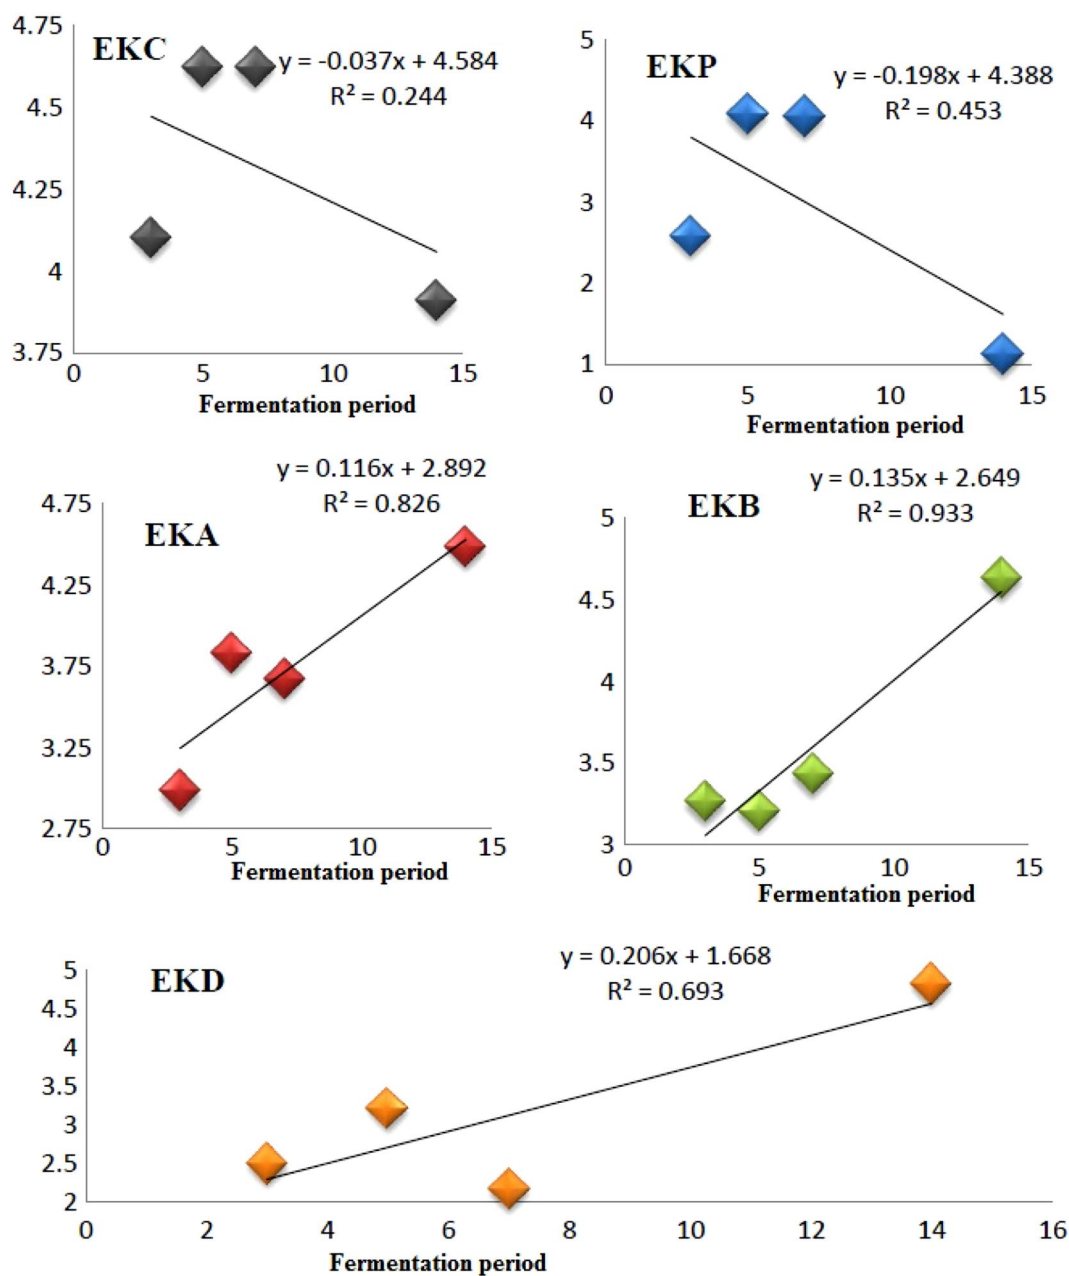 EKC
y = -0.037x + 4.584
R² = 0.244
4.75
4.5
4.25
4
3.75
0 5 10 15
Fermentation period
EKP
y = -0.198x + 4.388
R² = 0.453
5
4
3
2
1
0 5 10 15
Fermentation period
EKA
y = 0.116x + 2.892
R² = 0.826
4.75
4.25
3.75
3.25
2.75
0 5 10 15
Fermentation period
EKB
y = 0.135x + 2.649
R² = 0.933
5
4.5
4
3.5
3
0 5 10 15
Fermentation period
EKD
y = 0.206x + 1.668
R² = 0.693
5
4.5
4
3.5
3
2.5
2
0 2 4 6 8 10 12 14 16
Fermentation period